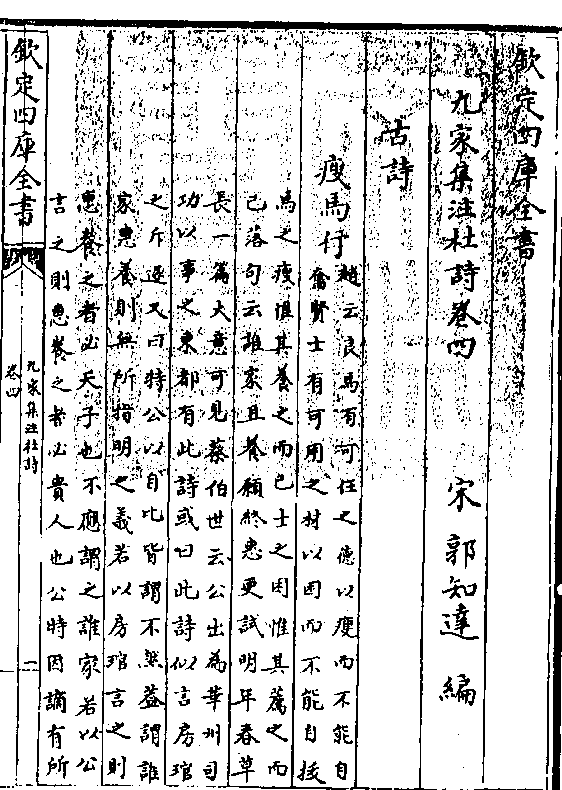 欽定四庫全書
九家集注杜詩卷四　宋　郭知達　編
古詩
瘦馬行
趙云良馬有可任之德以瘦而不能自
奮賢士有可用之材以困而不能自拔
馬之瘦惟其養之而已士之困惟其薦之而
已落句云誰家且養願終惠更試明年春草
長一篇大意可見蔡伯世云公出為華州司
功以事之東都有此詩或曰此詩似言房琯
之斥逐又曰特公以自比皆謂不然蓋謂誰
家惠養則無所指明之義若以房琯言之則
惠養之者必天子也不應謂之誰家若以公
言之則惠養之者必貴人也公時因謫有所
欽定四庫全書
九家集注杜詩
卷四
一